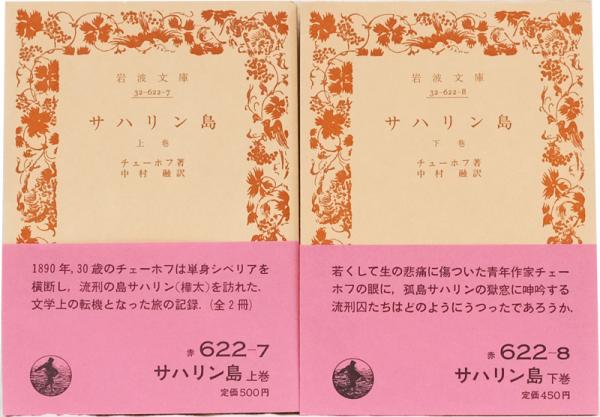 岩波文庫
32-622-7
サハリン島
上巻
チェーホフ著
中村 融訳
1890年,30歳のチェーホフは単身シベリアを
横断し,流刑の島サハリン(樺太)を訪れた.
文学上の転機となった旅の記録.(全2冊)
赤 622-7
サハリン島 上巻
定価500円
岩波文庫
32-622-8
サハリン島
下巻
チェーホフ著
中村 融訳
若くして生の悲痛に傷ついた青年作家チェー
ホフの眼に,孤島サハリンの獄窓に呻吟する
流刑囚たちはどのようにうつったであろうか.
赤 622-8
サハリン島 下巻
定価450円